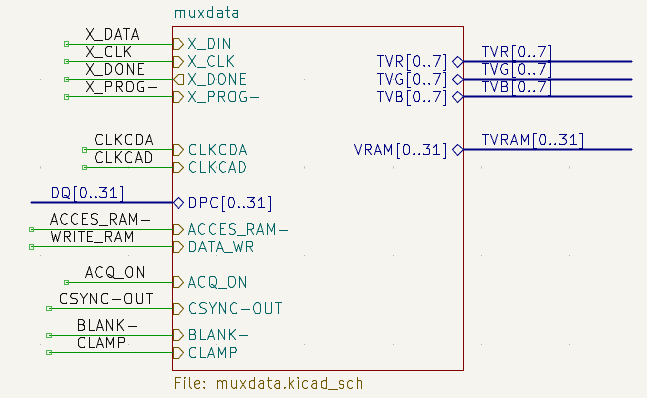 muxdata
X_DATA
X_DIN
X_CLK
X_CLK
X_DONE
X_DONE
X_PROG-
X_PROG-
TVR[0..7]
TVR[0..7]
TVG[0..7]
TVG[0..7]
TVB[0..7]
TVB[0..7]
CLKCDA
CLKCDA
CLKCAD
CLKCAD
VRAM[0..31]
TVRAM[0..31]
DQ[0..31]
DPC[0..31]
ACCES_RAM-
ACCES_RAM-
WRITE_RAM
DATA_WR
ACQ_ON
ACQ_ON
CSYNC-OUT
CSYNC-OUT
BLANK-
BLANK-
CLAMP
CLAMP
File: muxdata.kicad_sch